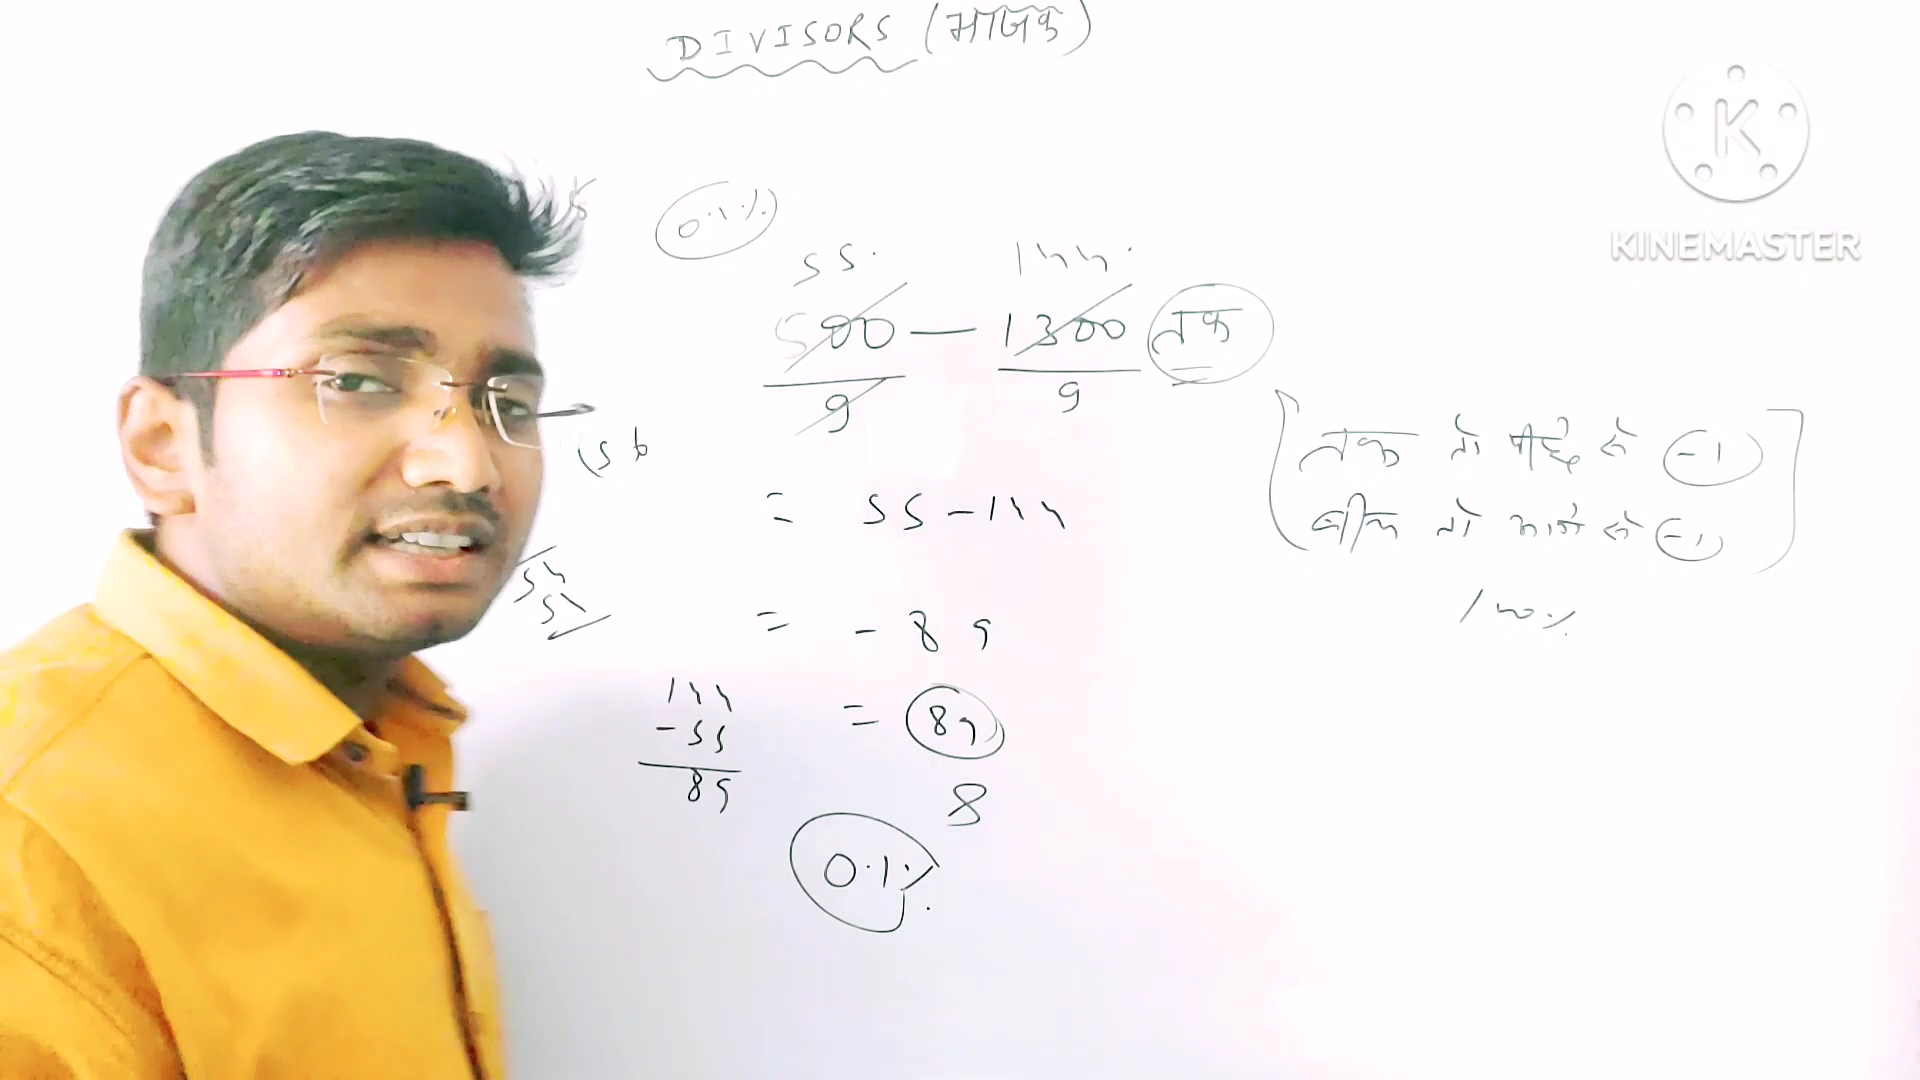 DIVISORS (भाजक)
K
KINEMASTER
0.1%
55. 144.
500 — 1300 तक
9 9
तक तो पीछे से -1
बीच तो आगे से -1
= 55-144
100%
= -89
144
-55
89
= 89
8
0.1%